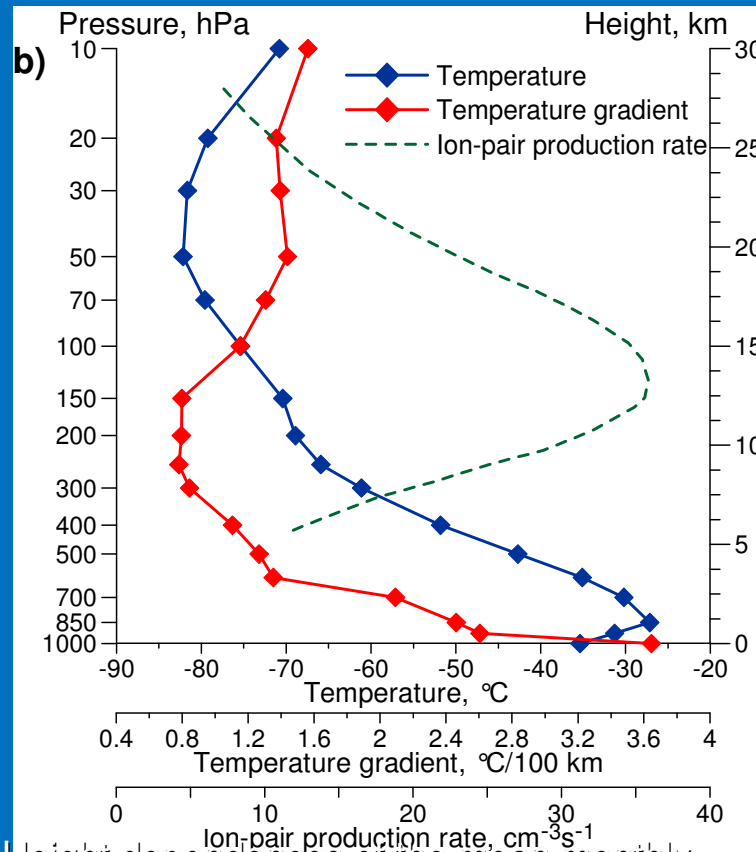 Pressure, hPa
Height, km
b)
10
20
30
50
70
100
150
200
300
400
500
700
850
1000
30
25
20
15
10
5
0
Temperature
Temperature gradient
Ion-pair production rate
-90 -80 -70 -60 -50 -40 -30 -20
Temperature, °C
0.4 0.8 1.2 1.6 2 2.4 2.8 3.2 3.6 4
Temperature gradient, °C/100 km
0 10 20 30 40
Ion-pair production rate, cm⁻³s⁻¹